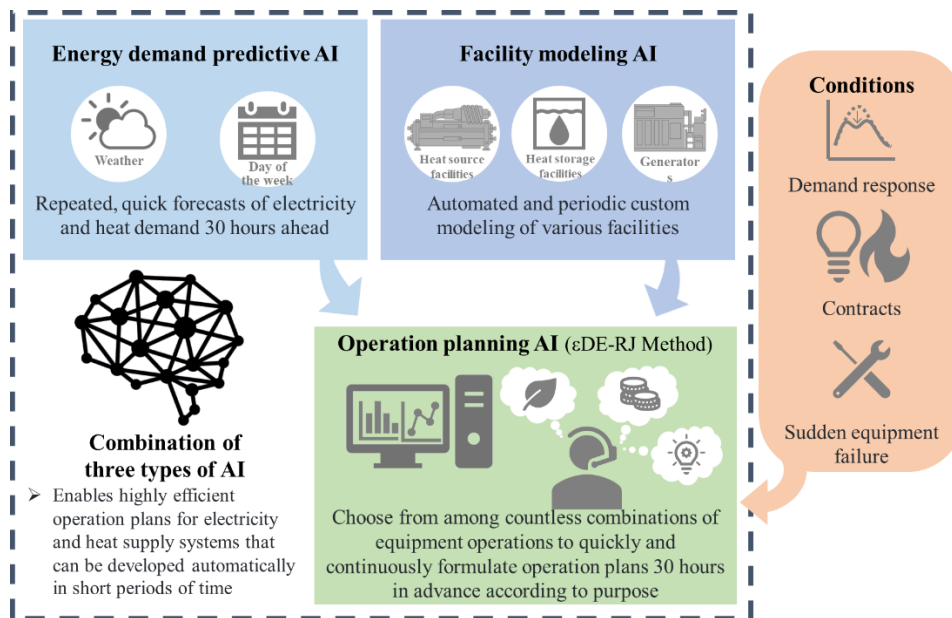 Energy demand predictive AI
Weather
Day of
the week
Repeated, quick forecasts of electricity
and heat demand 30 hours ahead
Facility modeling AI
Heat source
facilities
Heat storage
facilities
Generator
s
Automated and periodic custom
modeling of various facilities
Conditions
Demand response
Contracts
Sudden equipment
failure
Combination of
three types of AI
➢ Enables highly efficient
operation plans for electricity
and heat supply systems that
can be developed automatically
in short periods of time
Operation planning AI (εDE-RJ Method)
Choose from among countless combinations of
equipment operations to quickly and
continuously formulate operation plans 30 hours
in advance according to purpose